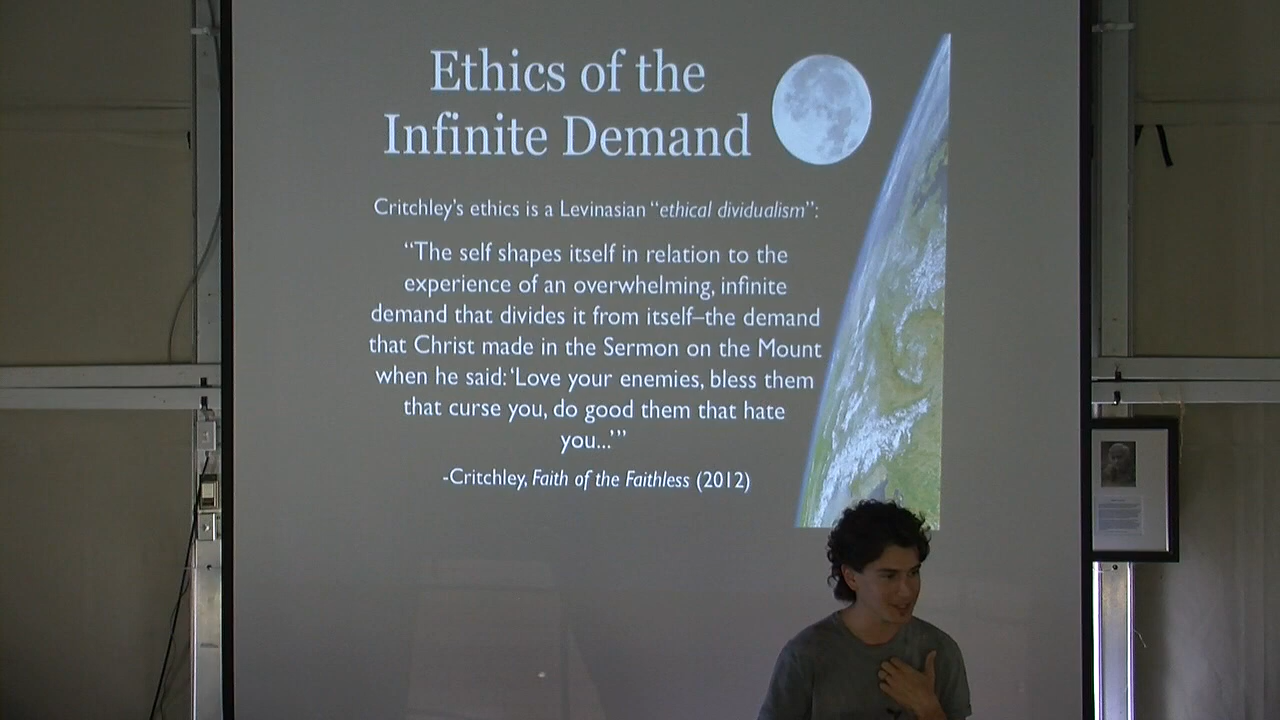 Ethics of the
Infinite Demand
Critchley's ethics is a Levinasian “ethical dividualism”:
“The self shapes itself in relation to the
experience of an overwhelming, infinite
demand that divides it from itself–the demand
that Christ made in the Sermon on the Mount
when he said: ‘Love your enemies, bless them
that curse you, do good them that hate
you...’”
-Critchley, Faith of the Faithless (2012)